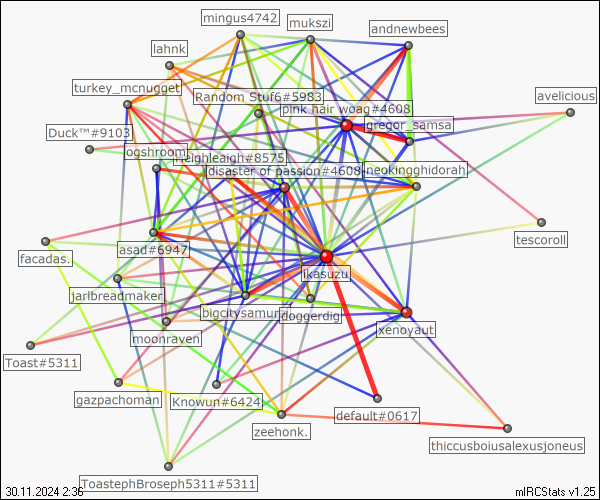 mingus4742
mukszi
andnewbees
lahnk
turkey_mcnugget
Random Stuf6#5983
avelicious
pink hair woag#4608
gregor_samsa
Duck™#9103
ogshroom
heighleigh#8575
disaster of passion#4608
neokingghidorah
tescoroll
asad#6947
facadas.
ikasuzu
jarlbreadmaker
bigcitysamurai
doggerdig
xenoyaut
moonraven
Toast#5311
gazpachoman
Knowun#6424
default#0617
zeehonk.
thiccusboiusalexusjoneus
ToastephBroseph5311#5311
30.11.2024 2:36
mIRCStats v1.25